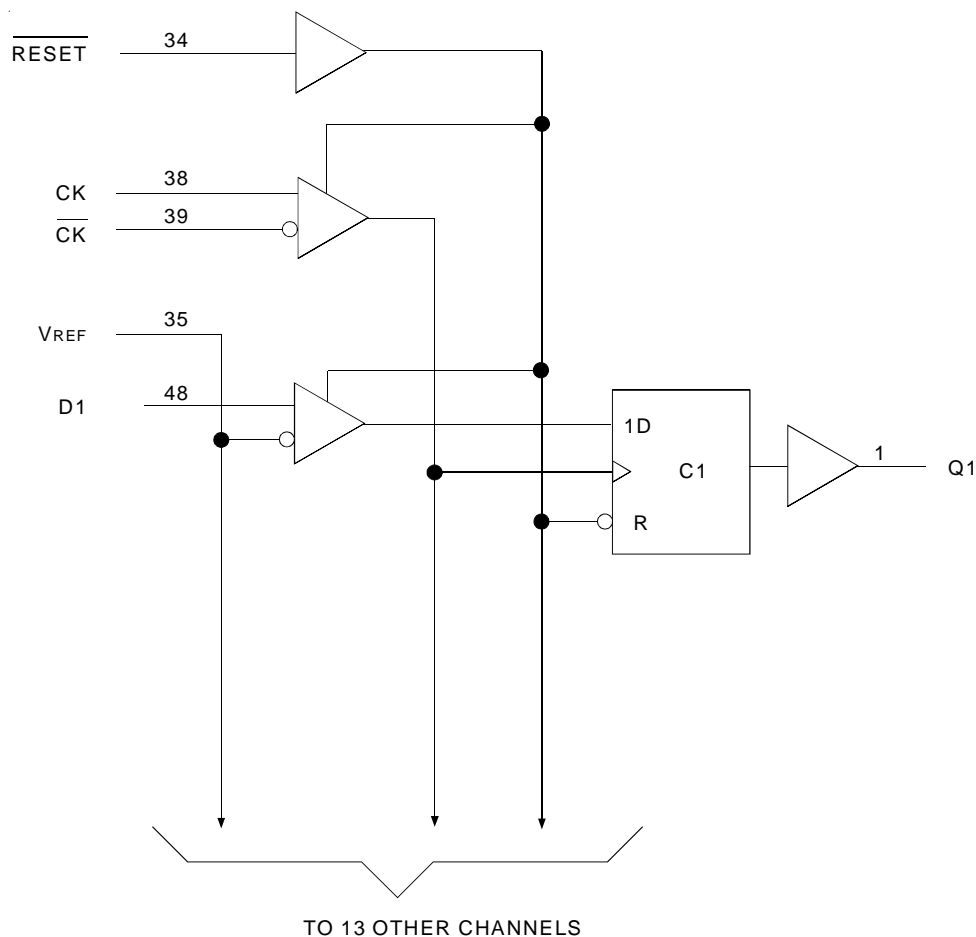 34
RESET
38
CK
39
CK
35
VREF
48
D1
1D
1
C1
Q1
R
TO 13 OTHER CHANNELS